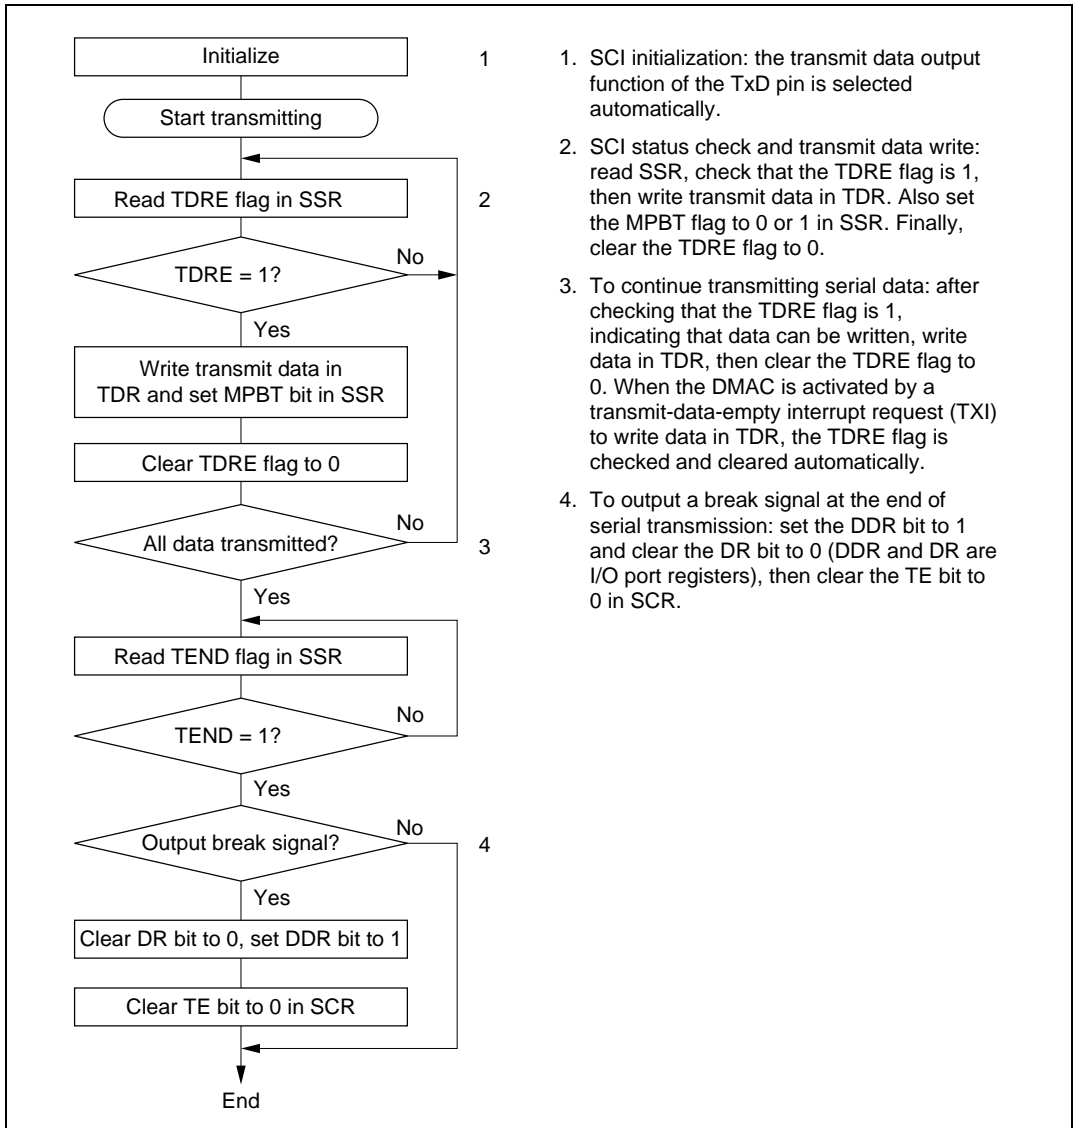 Initialize
1
Start transmitting
Read TDRE flag in SSR
2
TDRE = 1?
No
Yes
Write transmit data in
TDR and set MPBT bit in SSR
Clear TDRE flag to 0
All data transmitted?
No
3
Yes
Read TEND flag in SSR
TEND = 1?
No
Yes
Output break signal?
No
4
Yes
Clear DR bit to 0, set DDR bit to 1
Clear TE bit to 0 in SCR
End
1. SCI initialization: the transmit data output
function of the TxD pin is selected
automatically.
2. SCI status check and transmit data write:
read SSR, check that the TDRE flag is 1,
then write transmit data in TDR. Also set
the MPBT flag to 0 or 1 in SSR. Finally,
clear the TDRE flag to 0.
3. To continue transmitting serial data: after
checking that the TDRE flag is 1,
indicating that data can be written, write
data in TDR, then clear the TDRE flag to
0. When the DMAC is activated by a
transmit-data-empty interrupt request (TXI)
to write data in TDR, the TDRE flag is
checked and cleared automatically.
4. To output a break signal at the end of
serial transmission: set the DDR bit to 1
and clear the DR bit to 0 (DDR and DR are
I/O port registers), then clear the TE bit to
0 in SCR.